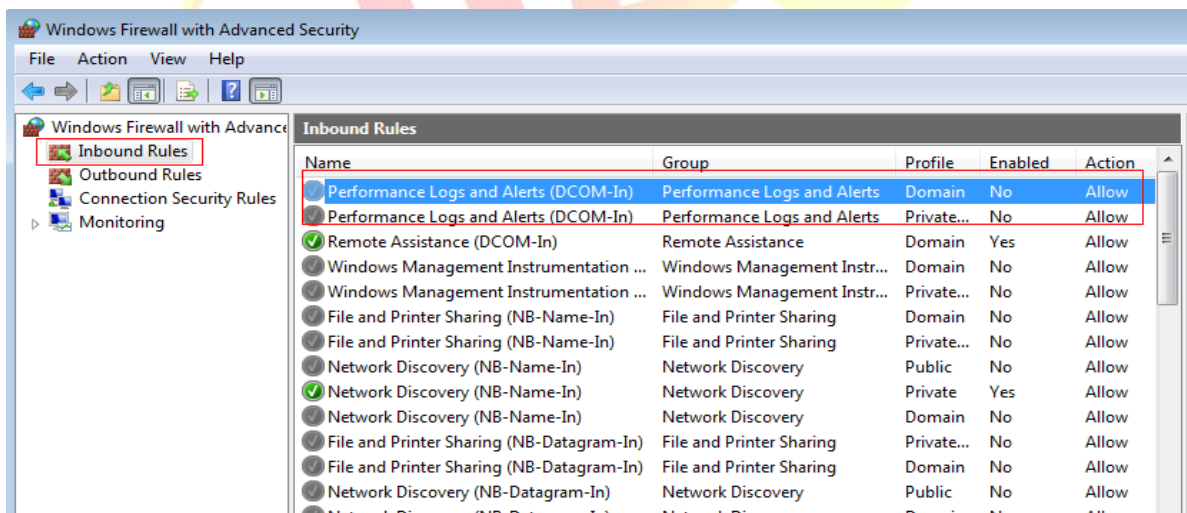 Windows Firewall with Advanced Security
File Action View Help
Windows Firewall with Advance
Inbound Rules
Outbound Rules
Connection Security Rules
Monitoring
Inbound Rules
Name Group Profile Enabled Action
Performance Logs and Alerts (DCOM-In) Performance Logs and Alerts Domain No Allow
Performance Logs and Alerts (DCOM-In) Performance Logs and Alerts Private... No Allow
Remote Assistance (DCOM-In) Remote Assistance Domain Yes Allow
Windows Management Instrumentation ... Windows Management Instr... Domain No Allow
Windows Management Instrumentation ... Windows Management Instr... Private... No Allow
File and Printer Sharing (NB-Name-In) File and Printer Sharing Domain No Allow
File and Printer Sharing (NB-Name-In) File and Printer Sharing Private... No Allow
Network Discovery (NB-Name-In) Network Discovery Public No Allow
Network Discovery (NB-Name-In) Network Discovery Private Yes Allow
Network Discovery (NB-Name-In) Network Discovery Domain No Allow
File and Printer Sharing (NB-Datagram-In) File and Printer Sharing Private... No Allow
File and Printer Sharing (NB-Datagram-In) File and Printer Sharing Domain No Allow
Network Discovery (NB-Datagram-In) Network Discovery Public No Allow